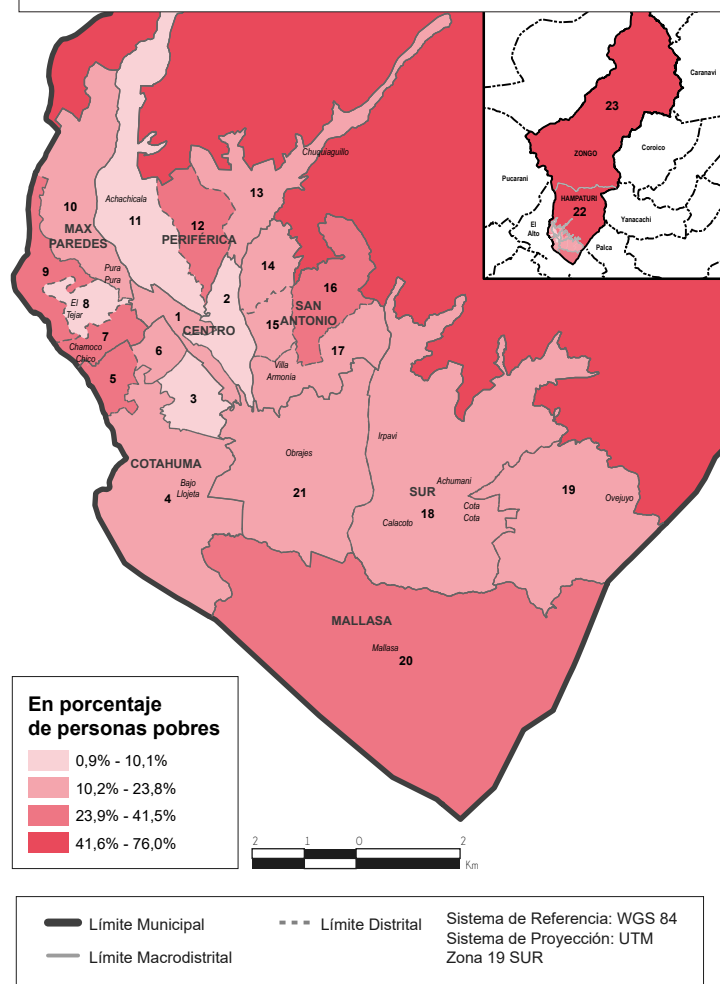 Caranavi
23
ZONGO
Coroico
Pucarani
HAMPATURI
22
Yanacachi
El
Alto
Palca
Chuquiaguillo
13
10
Achachicala
11
12
PERIFÉRICA
MAX
PAREDES
9
Pura
Pura
14
16
2
SAN
ANTONIO
El
Tejar
8
1
CENTRO
15
7
17
Chamoco
Chico
6
Villa
Armonía
5
3
COTAHUMA
4
Bajo
Llojeta
Obrajes
21
Irpavi
SUR
18
Achumani
Calacoto
Cota
Cota
19
Ovejuyo
MALLASA
Mallasa
20
En porcentaje
de personas pobres
0,9% - 10,1%
10,2% - 23,8%
23,9% - 41,5%
41,6% - 76,0%
2 1 0 2
Km
Límite Municipal
Límite Distrital
Límite Macrodistrital
Sistema de Referencia: WGS 84
Sistema de Proyección: UTM
Zona 19 SUR